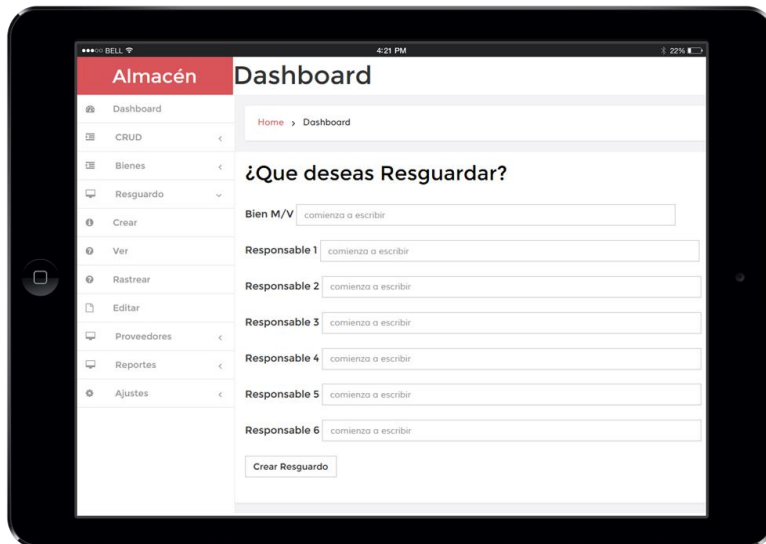 BELL 4:21 PM 22%
Almacén
Dashboard
Dashboard
CRUD
Bienes
Resguardo
Crear
Ver
Rastrear
Editar
Proveedores
Reportes
Ajustes
Home > Dashboard
¿Que deseas Resguardar?
Bien M/V comienza a escribir
Responsable 1 comienza a escribir
Responsable 2 comienza a escribir
Responsable 3 comienza a escribir
Responsable 4 comienza a escribir
Responsable 5 comienza a escribir
Responsable 6 comienza a escribir
Crear Resguardo